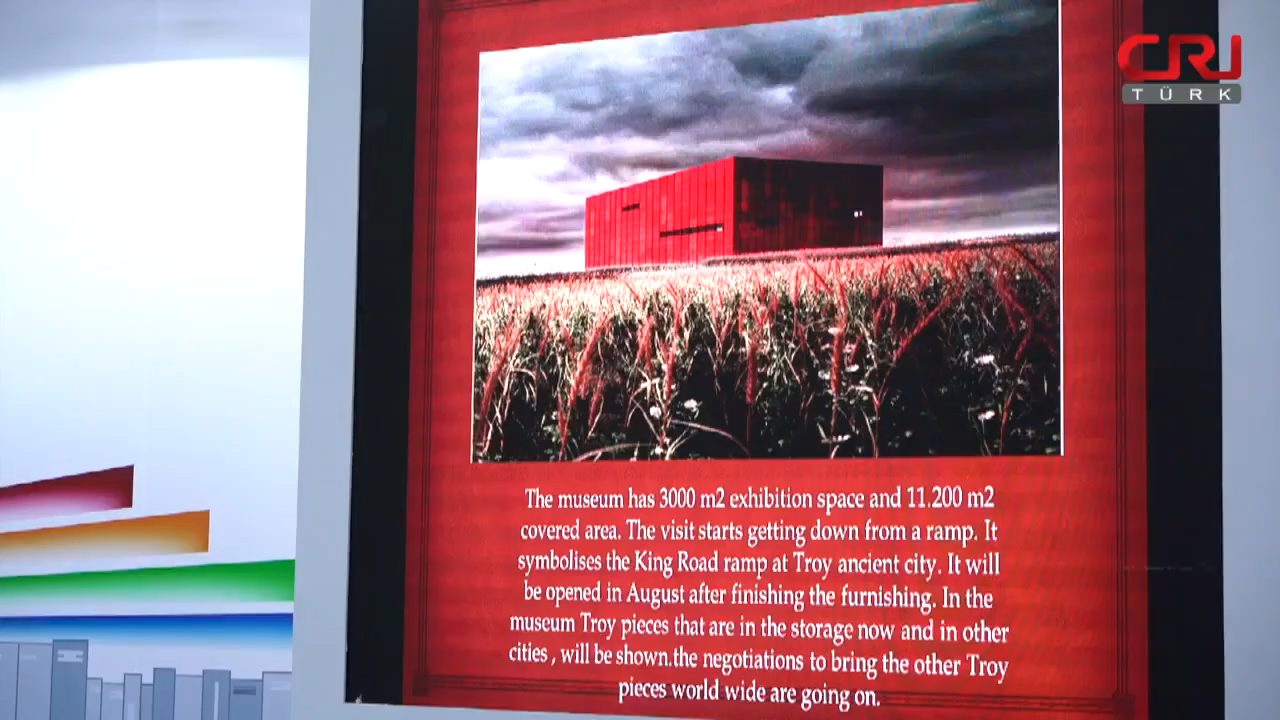 CRI
TÜRK
The museum has 3000 m2 exhibition space and 11.200 m2
covered area. The visit starts getting down from a ramp. It
symbolises the King Road ramp at Troy ancient city. It will
be opened in August after finishing the furnishing. In the
museum Troy pieces that are in the storage now and in other
cities , will be shown.the negotiations to bring the other Troy
pieces world wide are going on.